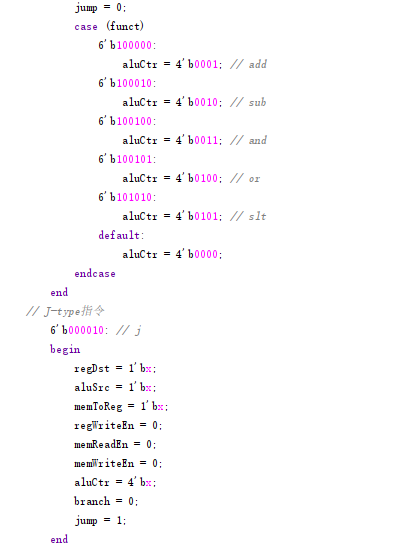 jump = 0;
case (funct)
6'b100000:
aluCtr = 4'b0001; // add
6'b100010:
aluCtr = 4'b0010; // sub
6'b100100:
aluCtr = 4'b0011; // and
6'b100101:
aluCtr = 4'b0100; // or
6'b101010:
aluCtr = 4'b0101; // slt
default:
aluCtr = 4'b0000;
endcase
end
// J-type指令
6'b000010: // j
begin
regDst = 1'bx;
aluSrc = 1'bx;
memToReg = 1'bx;
regWriteEn = 0;
memReadEn = 0;
memWriteEn = 0;
aluCtr = 4'bx;
branch = 0;
jump = 1;
end